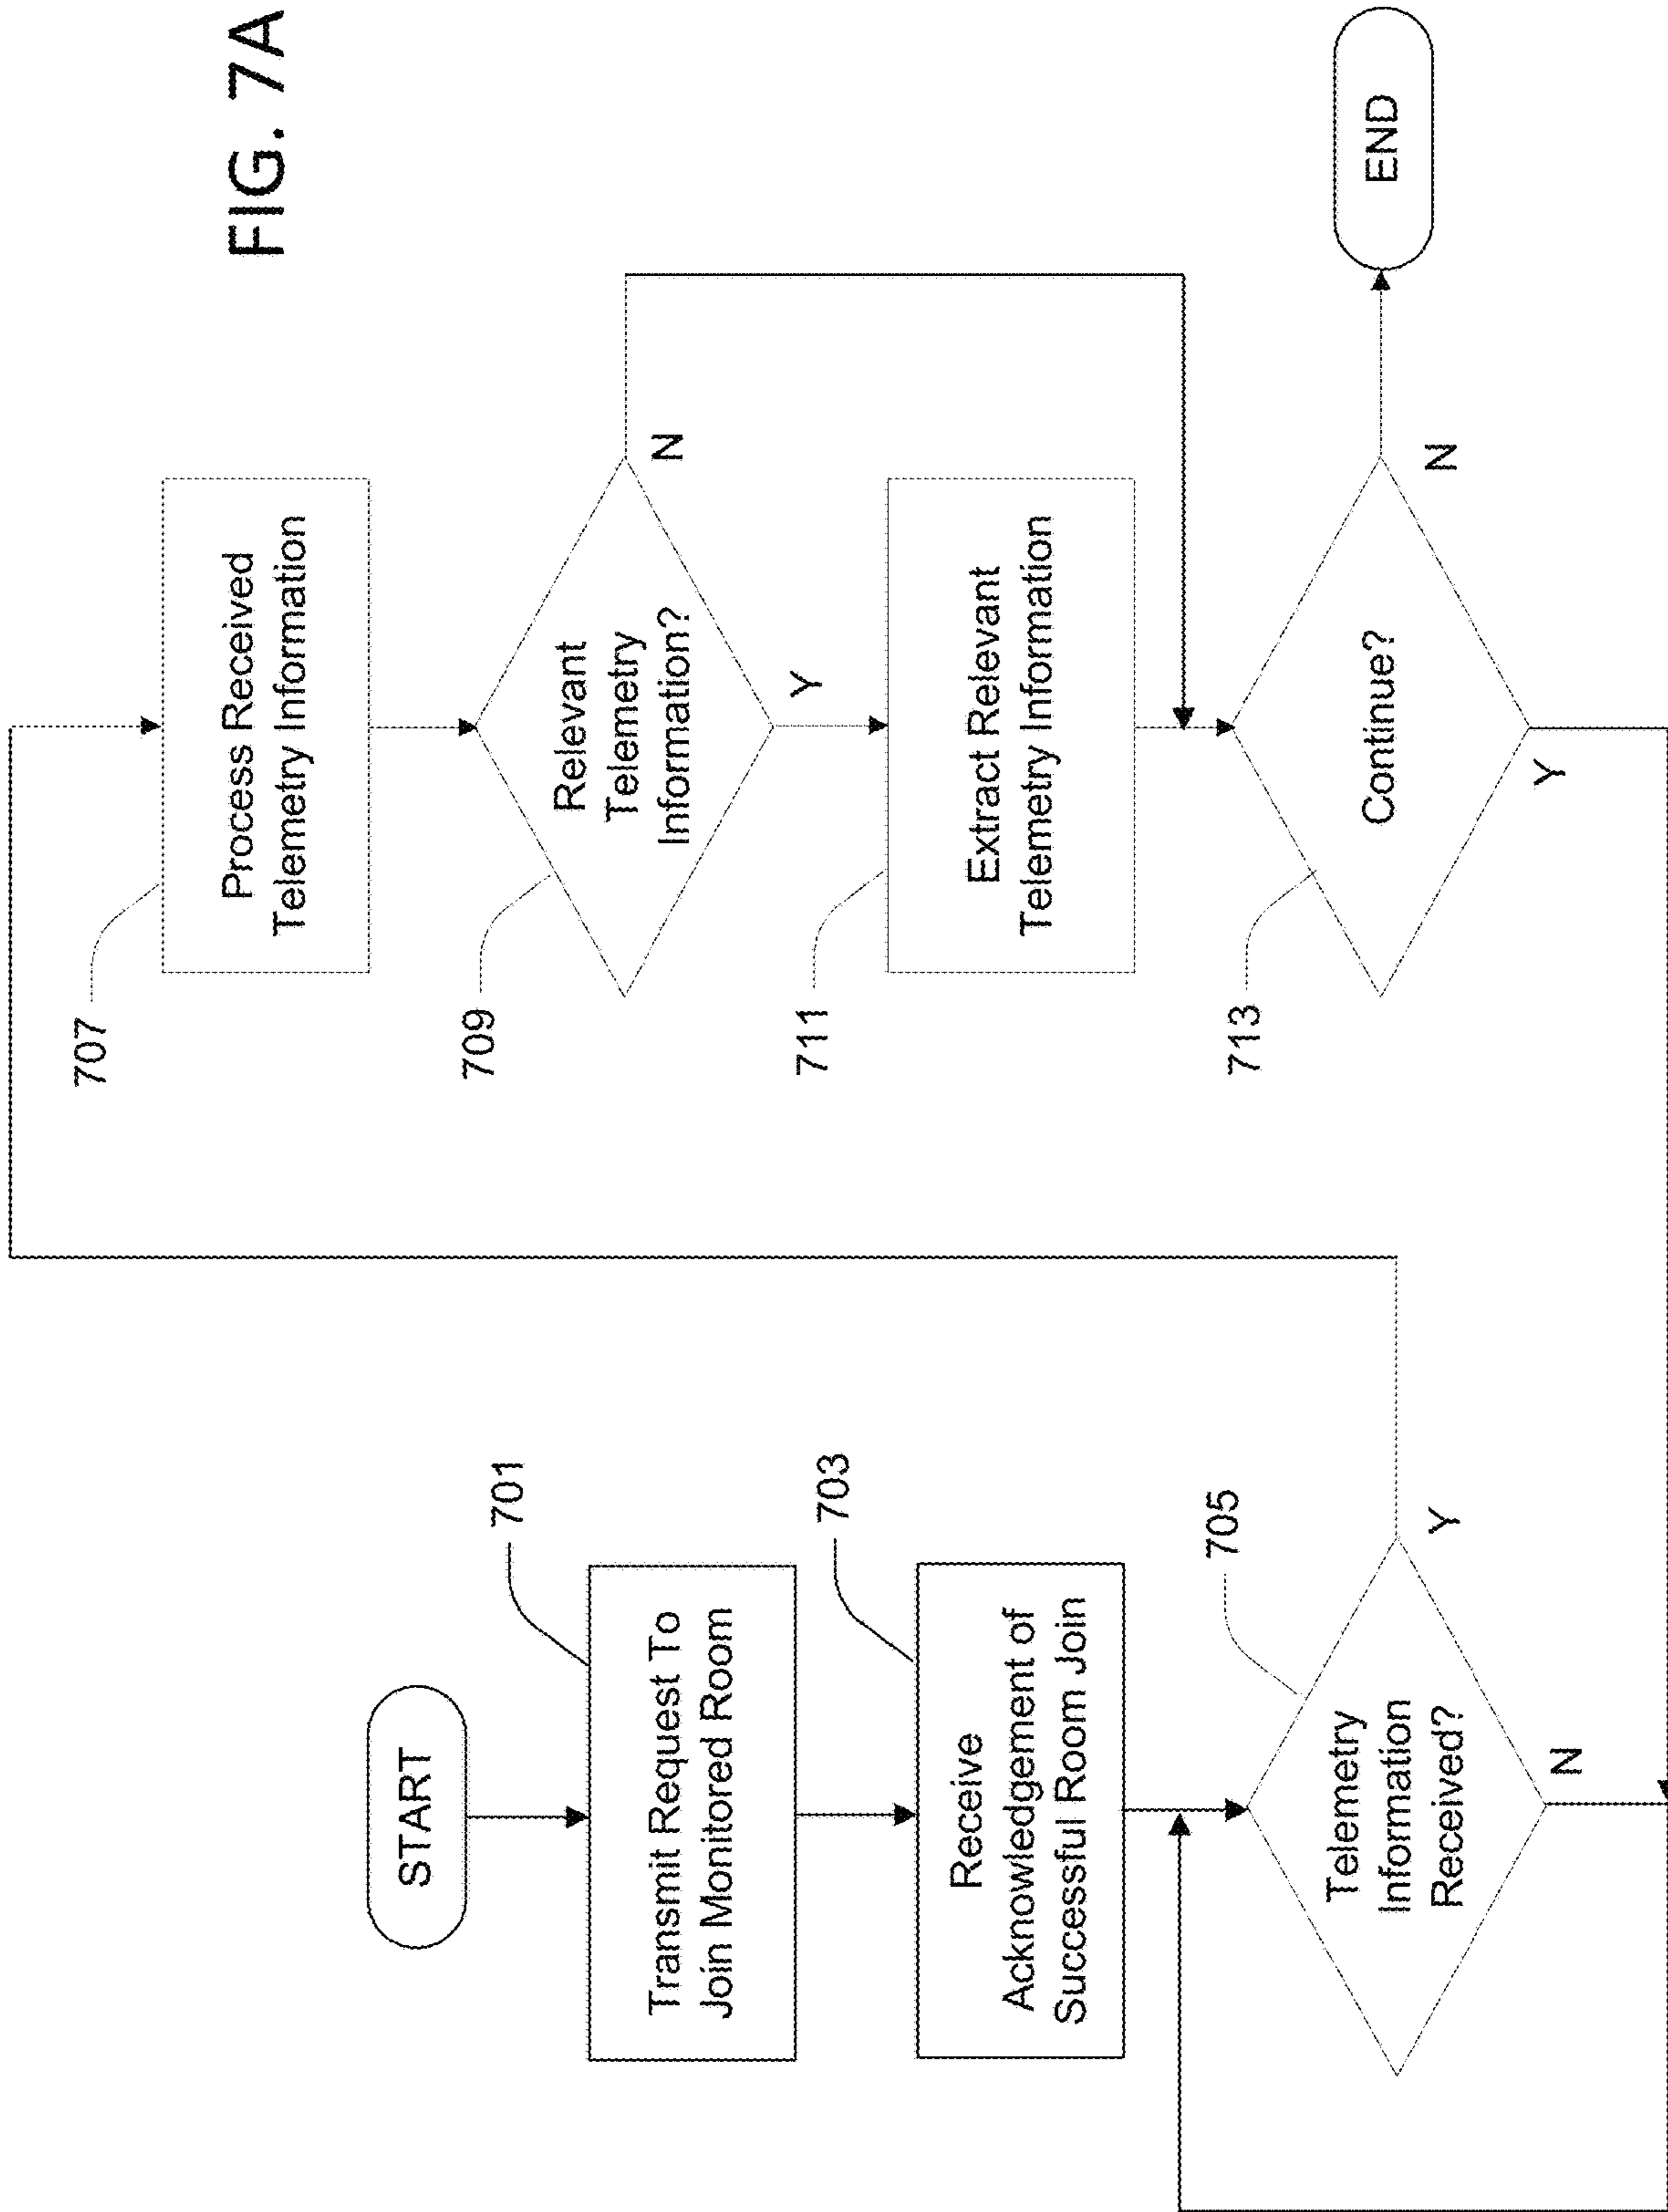 FIG. 7A
START
701
Transmit Request To
Join Monitored Room
703
Receive
Acknowledgement of
Successful Room Join
705
Telemetry
Information
Received?
Y
N
707
Process Received
Telemetry Information
709
Relevant
Telemetry
Information?
N
Y
711
Extract Relevant
Telemetry Information
713
Continue?
N
Y
END